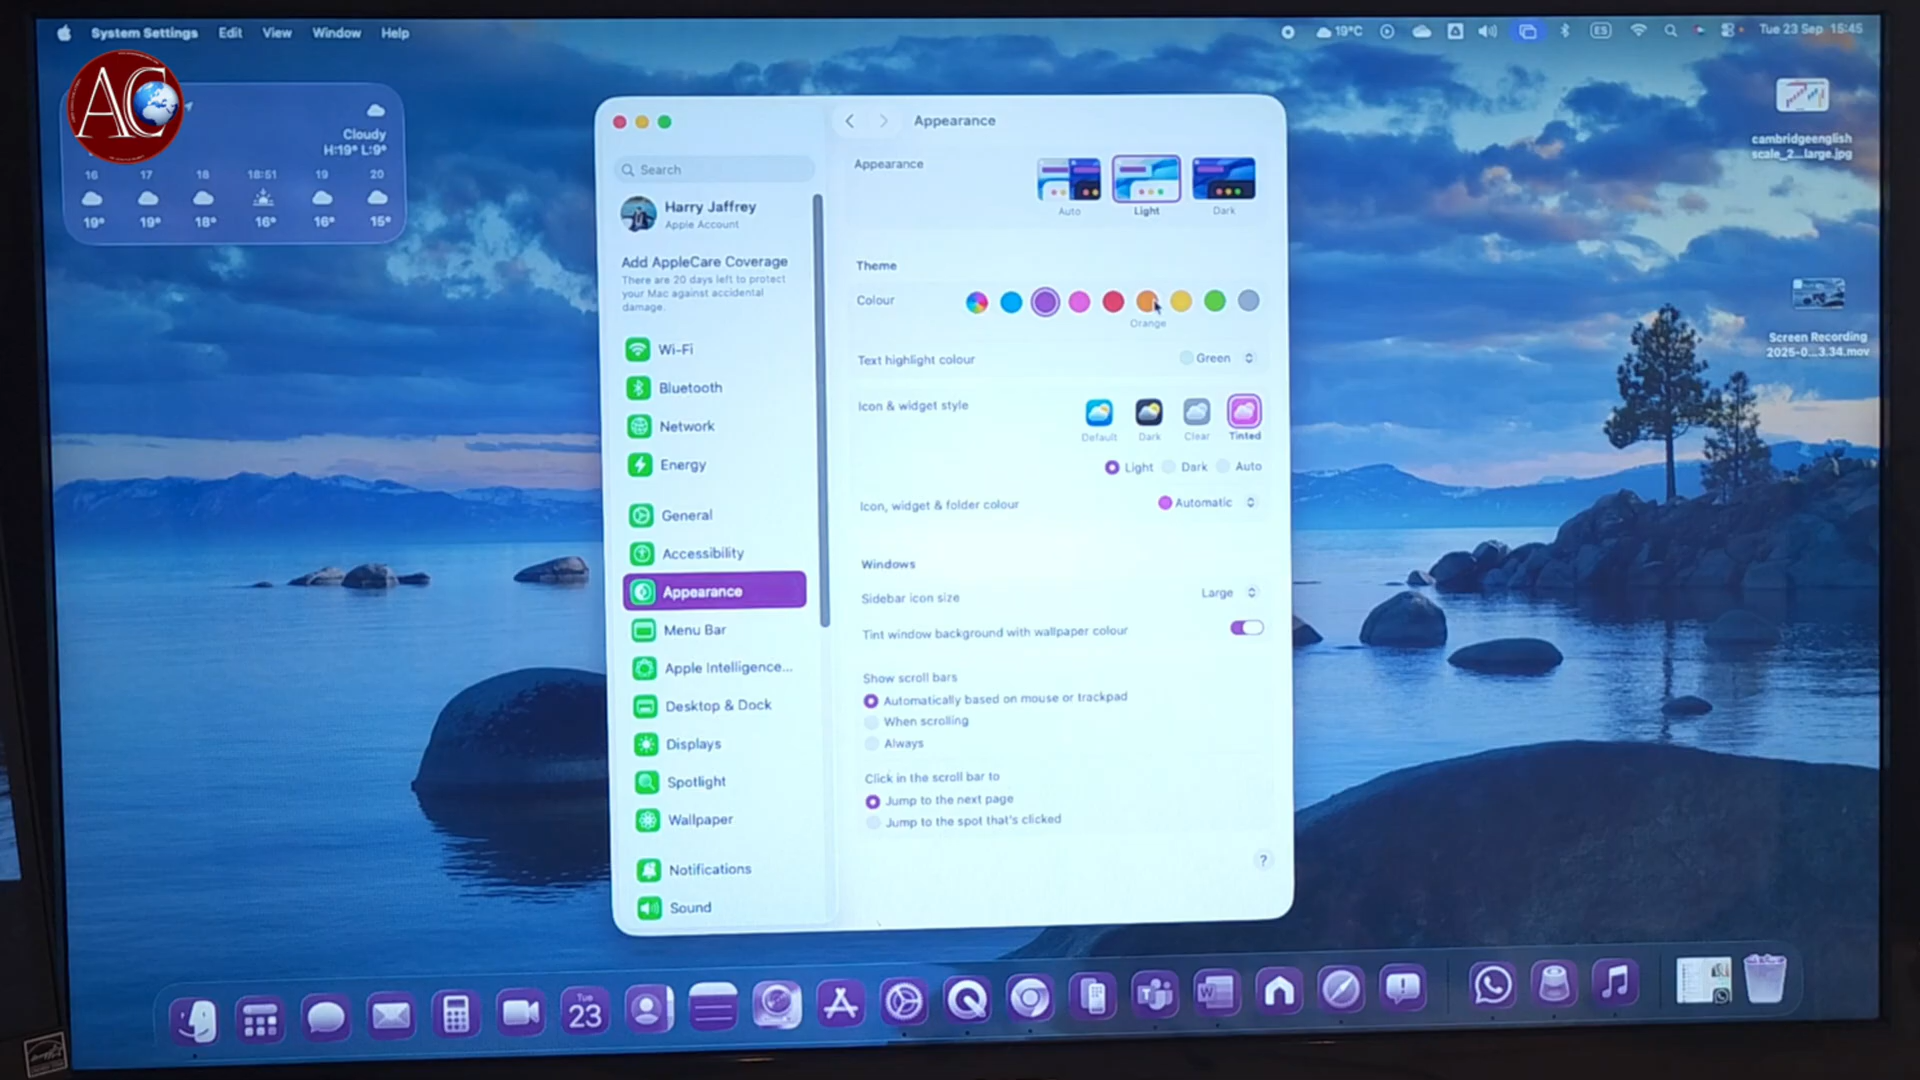 System Settings Edit View Window Help
19°C ES Tue 23 Sep 15:45
AC
Cloudy
H:19° L:9°
16 17 18 18:51 19 20
19° 19° 18° 16° 16° 15°
cambridgeenglish
scale_2...large.jpg
Screen Recording
2025-0...3.34.mov
Search
Harry Jaffrey
Apple Account
Add AppleCare Coverage
There are 20 days left to protect
your Mac against accidental
damage.
Wi-Fi
Bluetooth
Network
Energy
General
Accessibility
Appearance
Menu Bar
Apple Intelligence...
Desktop & Dock
Displays
Spotlight
Wallpaper
Notifications
Sound
Appearance
Appearance
Auto Light Dark
Theme
Colour
Orange
Text highlight colour Green
Icon & widget style
Default Dark Clear Tinted
Light Dark Auto
Icon, widget & folder colour Automatic
Windows
Sidebar icon size Large
Tint window background with wallpaper colour
Show scroll bars
Automatically based on mouse or trackpad
When scrolling
Always
Click in the scroll bar to
Jump to the next page
Jump to the spot that's clicked
?
Tue
23